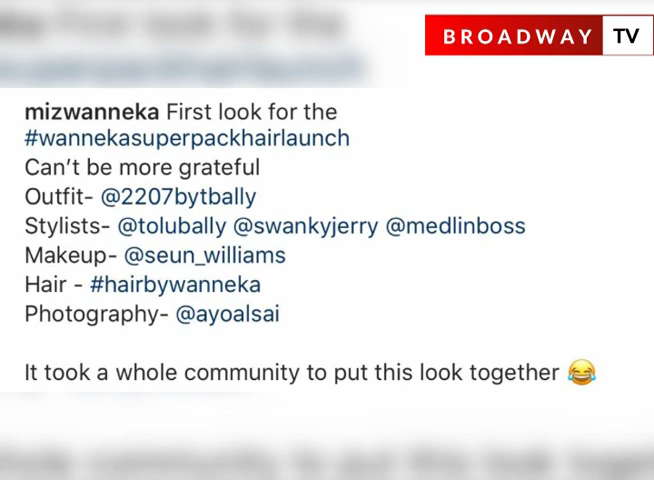 BROADWAY TV
mizwanneka First look for the
#wannekasuperpackhairlaunch
Can't be more grateful
Outfit- @2207bytbally
Stylists- @tolubally @swankyjerry @medlinboss
Makeup- @seun_williams
Hair - #hairbywanneka
Photography- @ayoalsai
It took a whole community to put this look together 😂